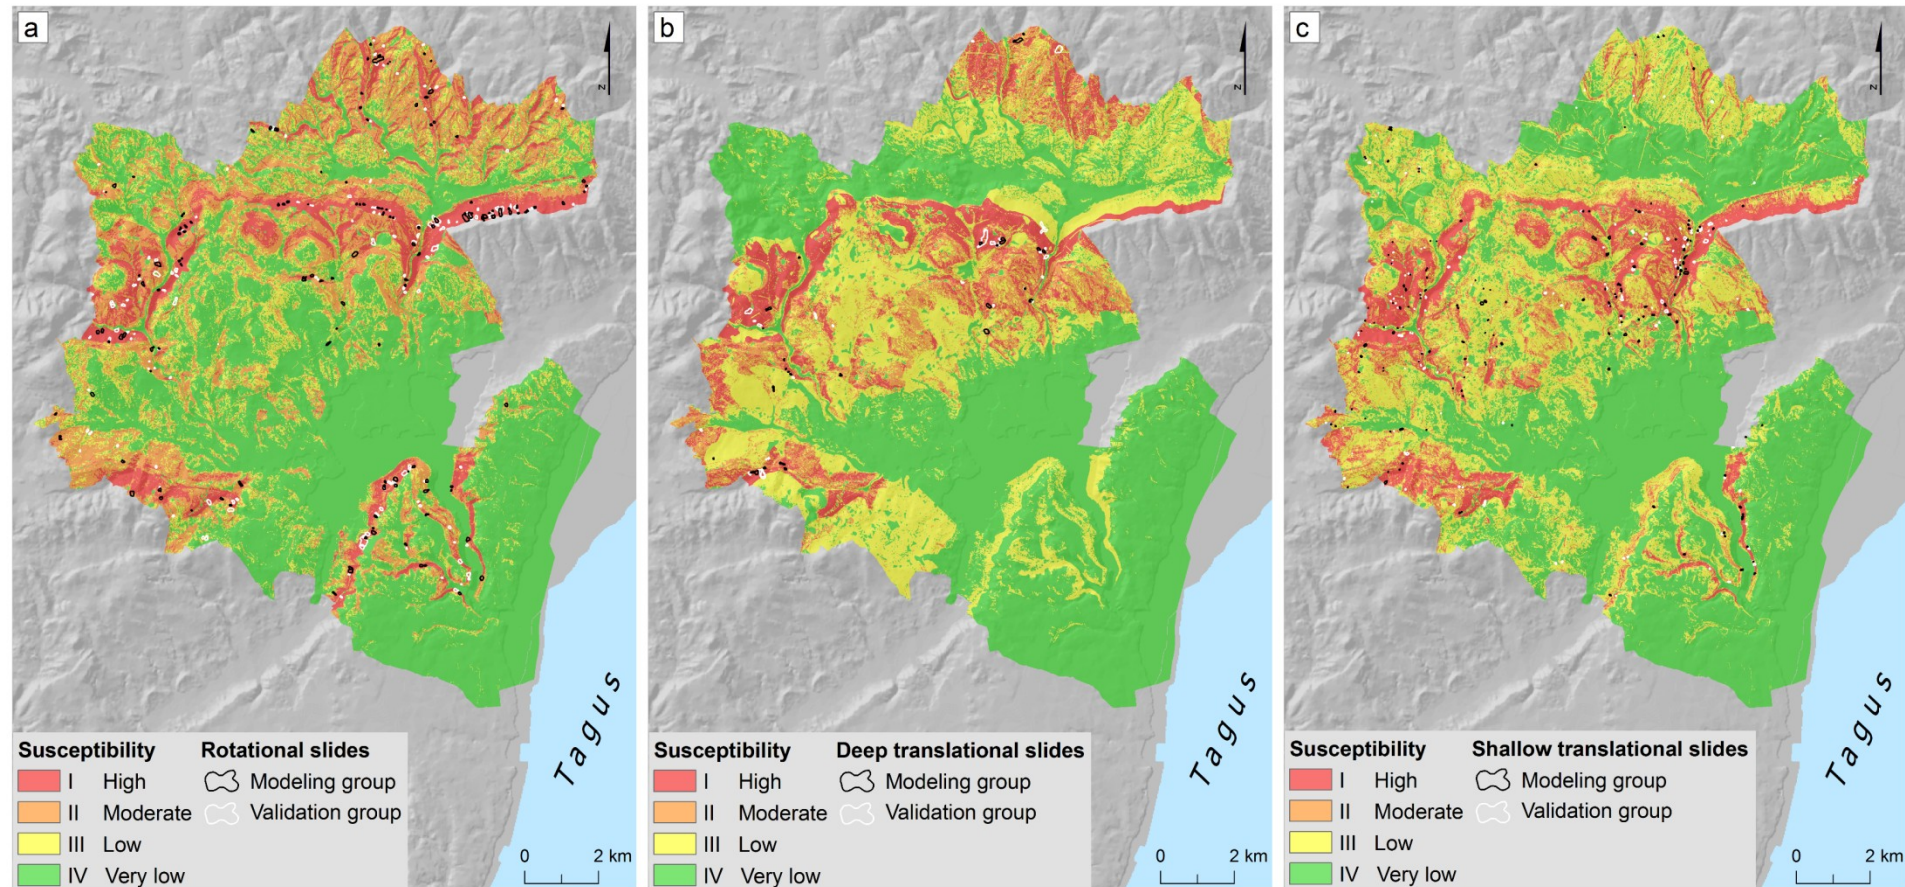 a
N
Tagus
Susceptibility Rotational slides
I High Modeling group
II Moderate Validation group
III Low
IV Very low
0 2 km
b
N
Tagus
Susceptibility Deep translational slides
I High Modeling group
II Moderate Validation group
III Low
IV Very low
0 2 km
c
N
Tagus
Susceptibility Shallow translational slides
I High Modeling group
II Moderate Validation group
III Low
IV Very low
0 2 km